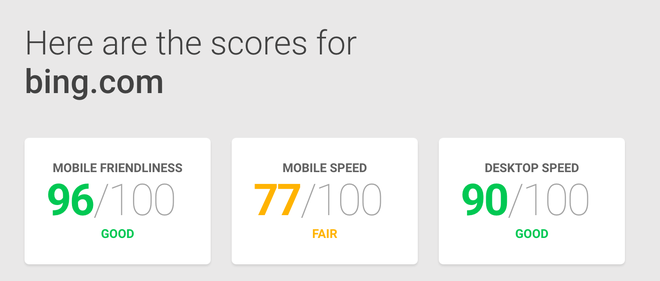 Here are the scores for
bing.com
MOBILE FRIENDLINESS
96/100
GOOD
MOBILE SPEED
77/100
FAIR
DESKTOP SPEED
90/100
GOOD